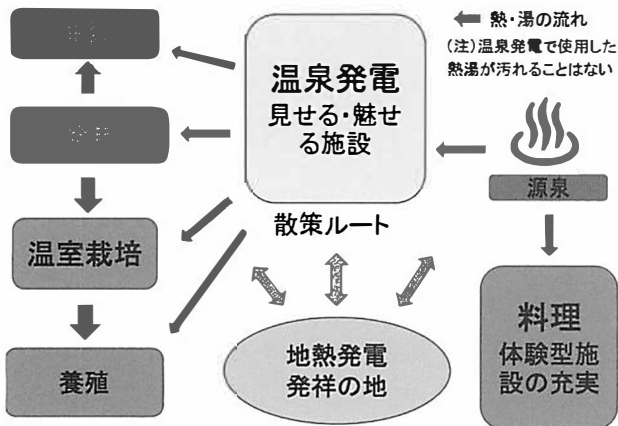 熱・湯の流れ
(注)温泉発電で使用した
熱湯が汚れることはない
温泉発電
見せる・魅せ
る施設
源泉
散策ルート
温室栽培
養殖
地熱発電
発祥の地
料理
体験型施
設の充実